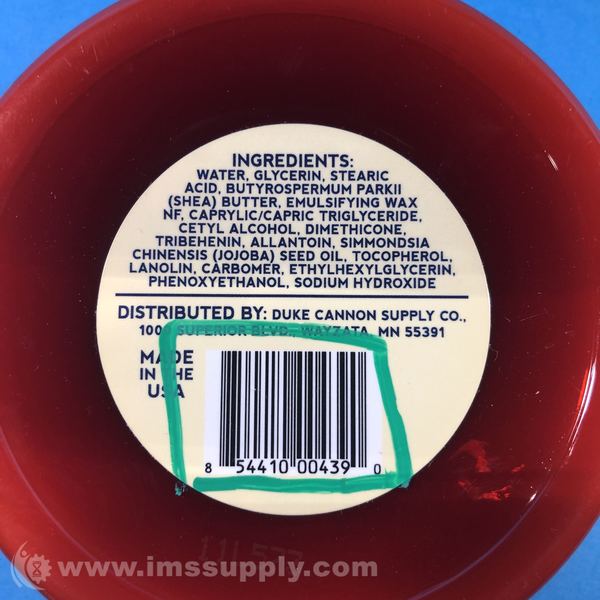 INGREDIENTS:
WATER, GLYCERIN, STEARIC
ACID, BUTYROSPERMUM PARKII
(SHEA) BUTTER, EMULSIFYING WAX
NF, CAPRYLIC/CAPRIC TRIGLYCERIDE,
CETYL ALCOHOL, DIMETHICONE,
TRIBEHENIN, ALLANTOIN, SIMMONDSIA
CHINENSIS (JOJOBA) SEED OIL, TOCOPHEROL,
LANOLIN, CARBOMER, ETHYLHEXYLGLYCERIN,
PHENOXYETHANOL, SODIUM HYDROXIDE
DISTRIBUTED BY: DUKE CANNON SUPPLY CO.,
SUPERIOR BLVD., WAYZATA, MN 55391
MADE
IN THE
USA
8 54410 00439 0
www.imssupply.com